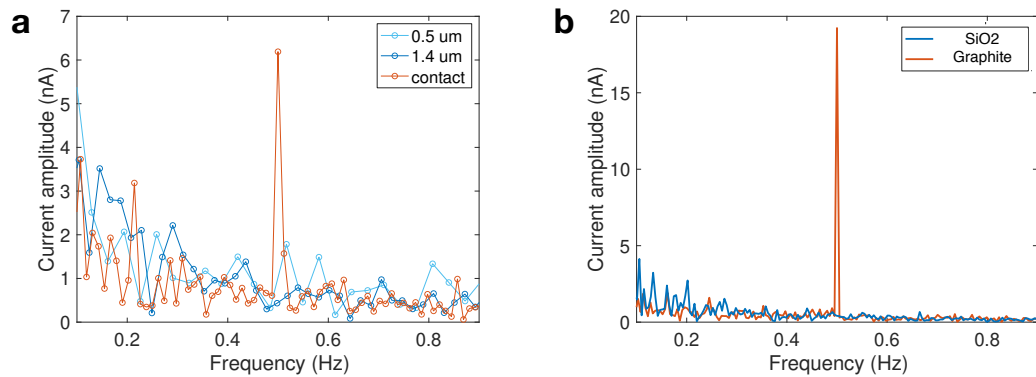 a
7
6
5
4
3
2
1
0
Current amplitude (nA)
0.2 0.4 0.6 0.8
Frequency (Hz)
0.5 um
1.4 um
contact
b
20
15
10
5
0
Current amplitude (nA)
0.2 0.4 0.6 0.8
Frequency (Hz)
SiO2
Graphite